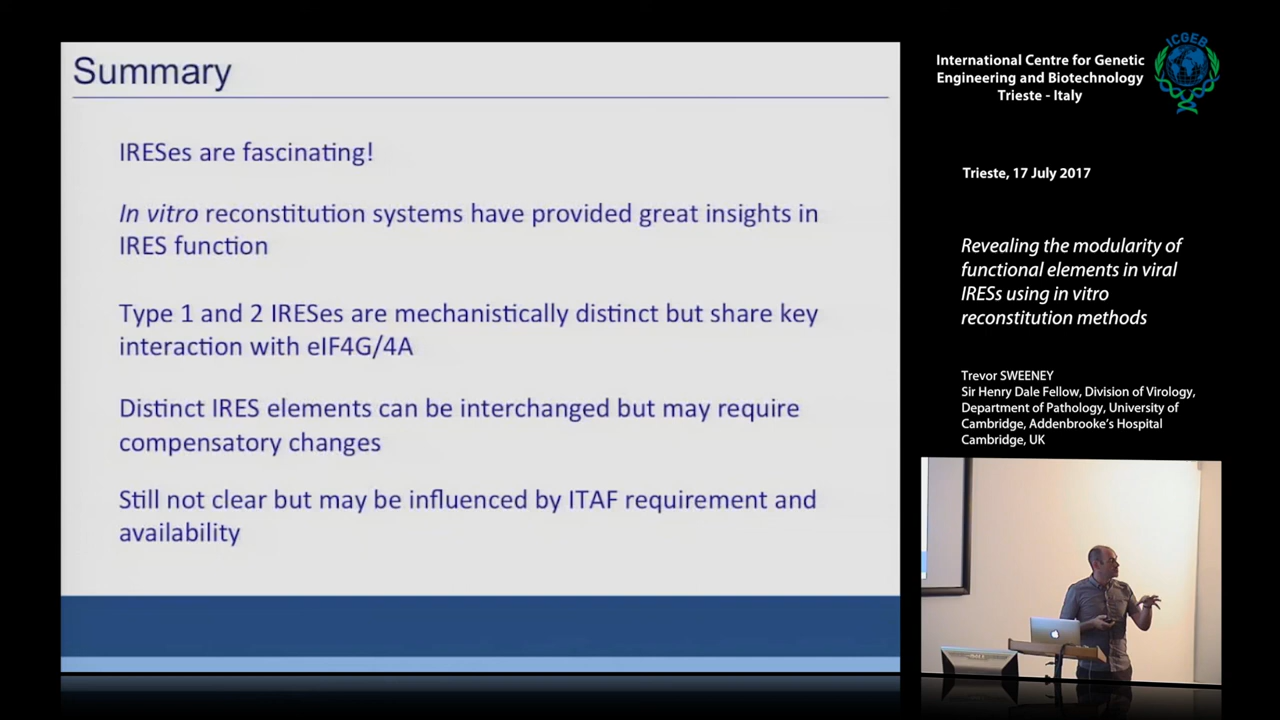 Summary
IRESes are fascinating!
In vitro reconstitution systems have provided great insights in
IRES function
Type 1 and 2 IRESes are mechanistically distinct but share key
interaction with eIF4G/4A
Distinct IRES elements can be interchanged but may require
compensatory changes
Still not clear but may be influenced by ITAF requirement and
availability
International Centre for Genetic
Engineering and Biotechnology
Trieste - Italy
ICGEB
Trieste, 17 July 2017
Revealing the modularity of
functional elements in viral
IRESs using in vitro
reconstitution methods
Trevor SWEENEY
Sir Henry Dale Fellow, Division of Virology,
Department of Pathology, University of
Cambridge, Addenbrooke's Hospital
Cambridge, UK